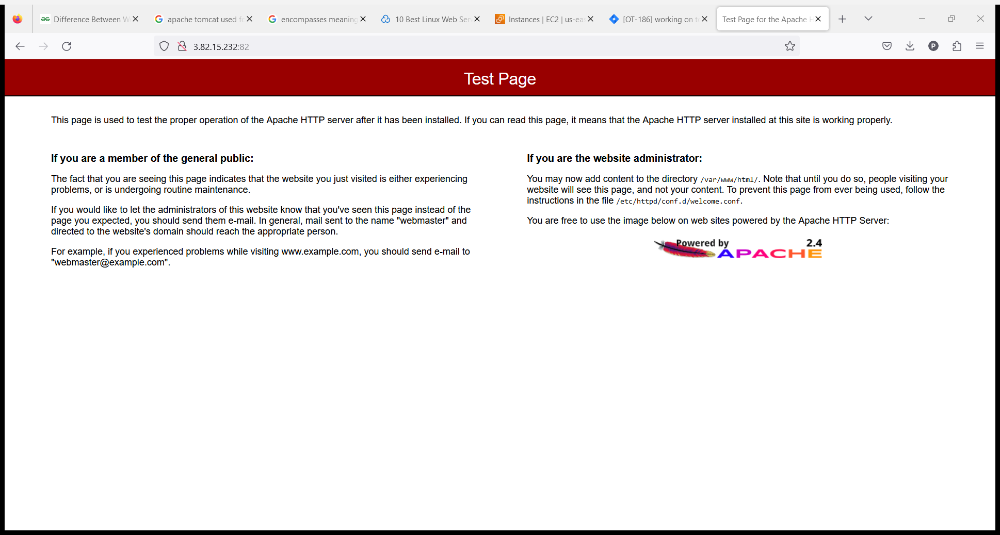 Difference Between W
apache tomcat used fo
encompasses meaning
10 Best Linux Web Ser
Instances | EC2 | us-eas
[OT-186] working on to
Test Page for the Apache H
3.82.15.232:82
P
Test Page
This page is used to test the proper operation of the Apache HTTP server after it has been installed. If you can read this page, it means that the Apache HTTP server installed at this site is working properly.
If you are a member of the general public:
The fact that you are seeing this page indicates that the website you just visited is either experiencing
problems, or is undergoing routine maintenance.
If you would like to let the administrators of this website know that you've seen this page instead of the
page you expected, you should send them e-mail. In general, mail sent to the name "webmaster" and
directed to the website's domain should reach the appropriate person.
For example, if you experienced problems while visiting www.example.com, you should send e-mail to
"webmaster@example.com".
If you are the website administrator:
You may now add content to the directory /var/www/html/. Note that until you do so, people visiting your
website will see this page, and not your content. To prevent this page from ever being used, follow the
instructions in the file /etc/httpd/conf.d/welcome.conf.
You are free to use the image below on web sites powered by the Apache HTTP Server:
Powered by 2.4
APACHE